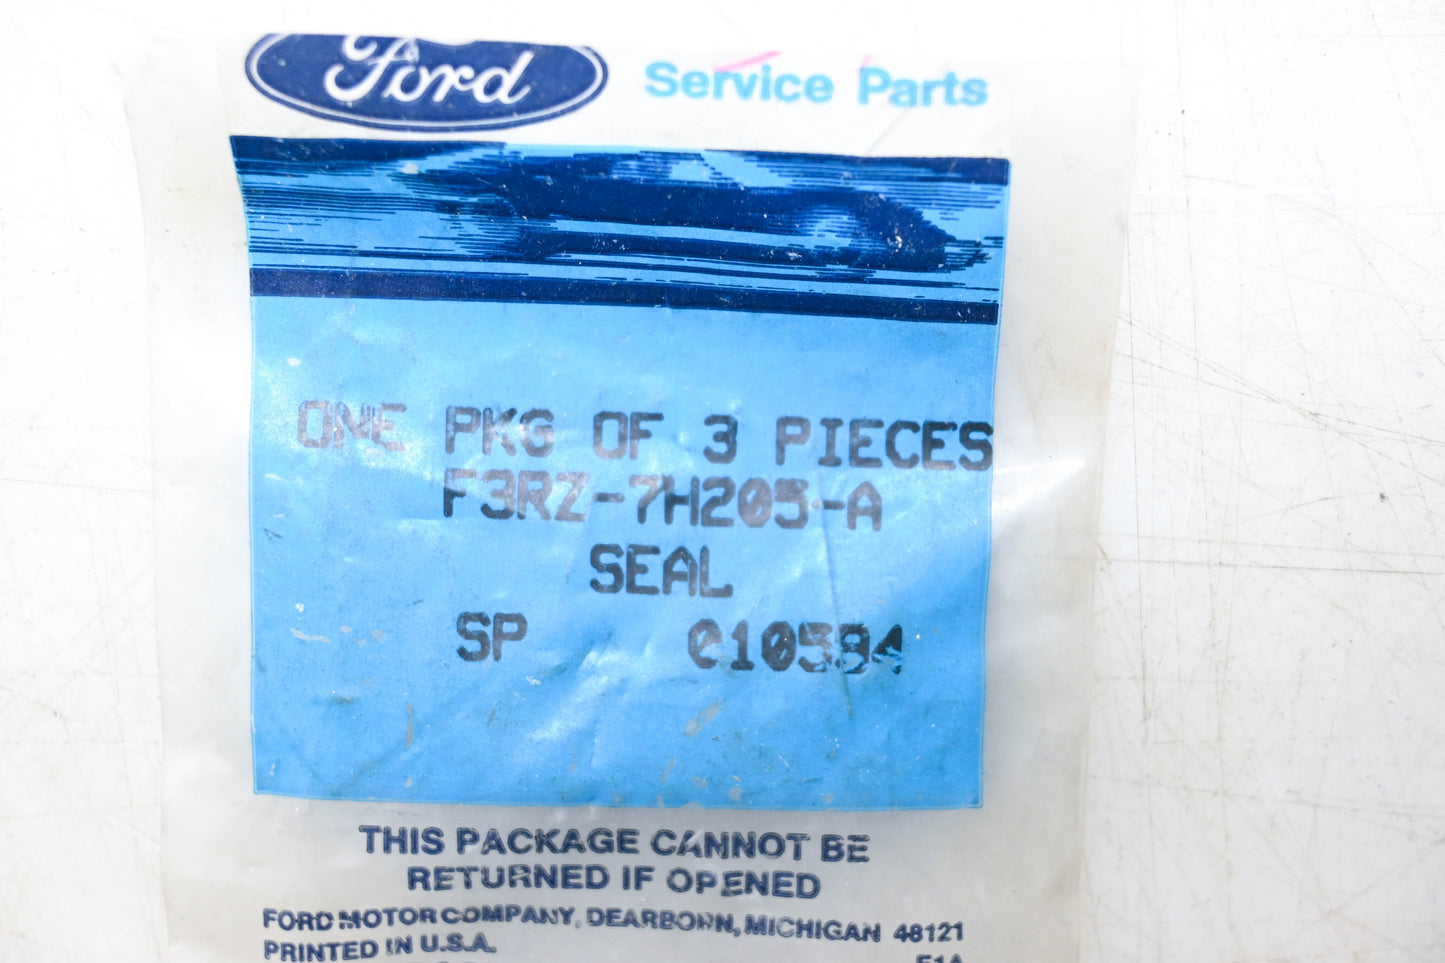 Ford Service Parts
ONE PKG OF 3 PIECES
F3RZ-7H205-A
SEAL
SP 010594
THIS PACKAGE CANNOT BE
RETURNED IF OPENED
FORD MOTOR COMPANY, DEARBORN, MICHIGAN 48121
PRINTED IN U.S.A.